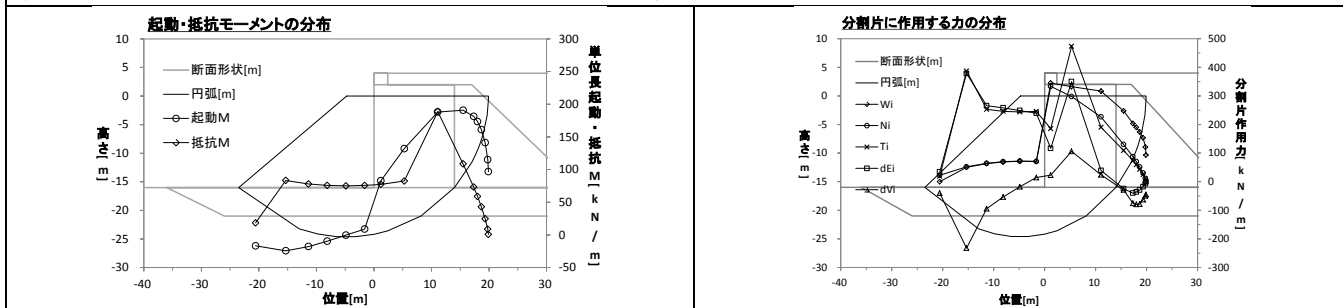 起動・抵抗モーメントの分布
10
5
0
-5
-10
-15
-20
-25
-30
高さ[m]
断面形状[m]
円弧[m]
起動M
抵抗M
300
250
200
150
100
50
0
-50
単位長起動・抵抗M[kN/m]
-40 -30 -20 -10 0 10 20 30
位置[m]
分割片に作用する力の分布
10
5
0
-5
-10
-15
-20
-25
-30
高さ[m]
断面形状[m]
円弧[m]
Wi
Ni
Ti
dEi
dVi
500
400
300
200
100
0
-100
-200
-300
分割片作用力[kN/m]
-40 -30 -20 -10 0 10 20 30
位置[m]